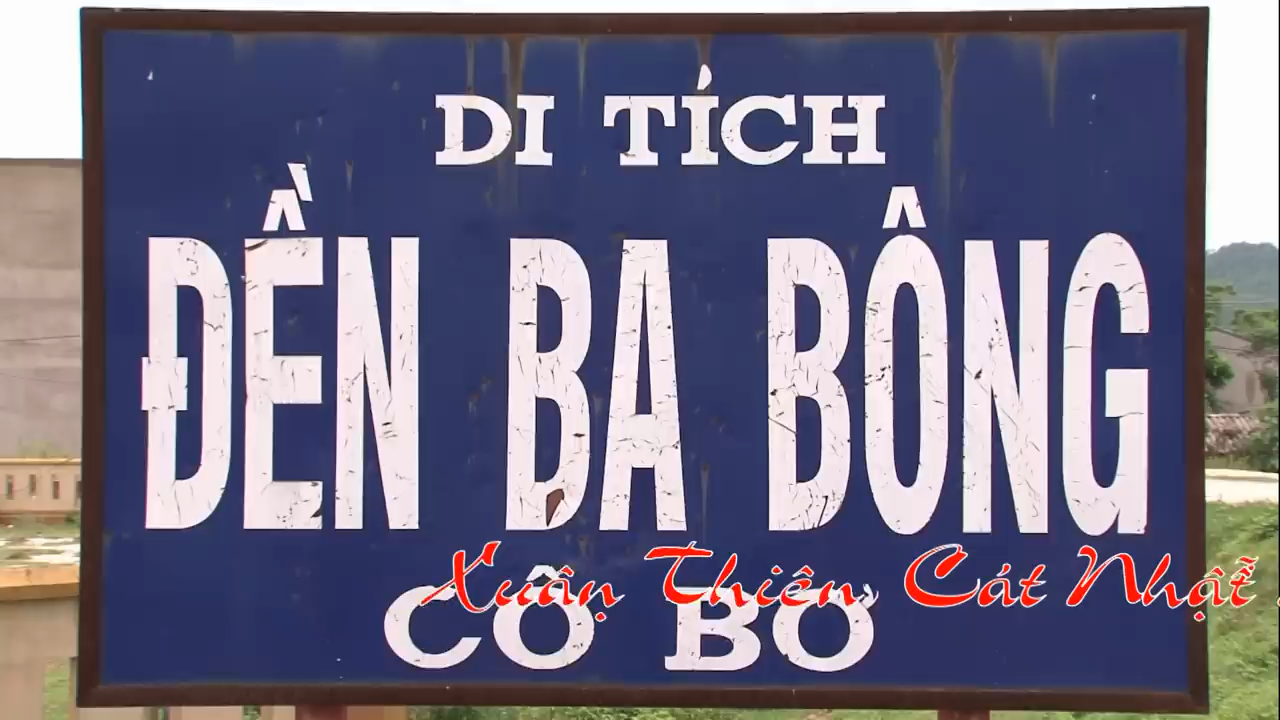 DI TÍCH
ĐỀN BA BÔNG
Xuân Thiên Cát Nhật
CÔ BƠ